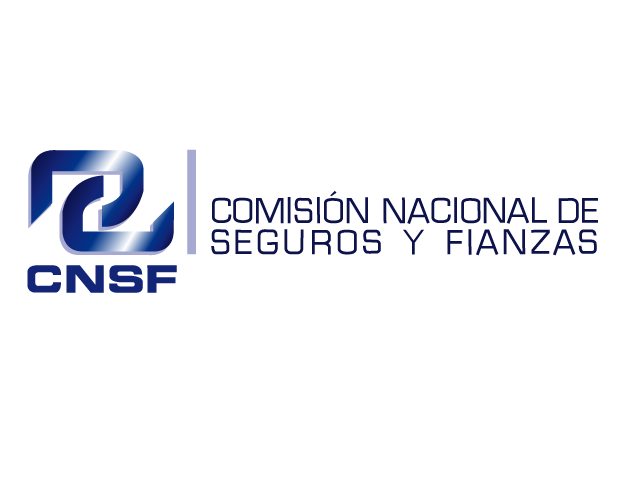 CNSF
COMISIÓN NACIONAL DE
SEGUROS Y FIANZAS